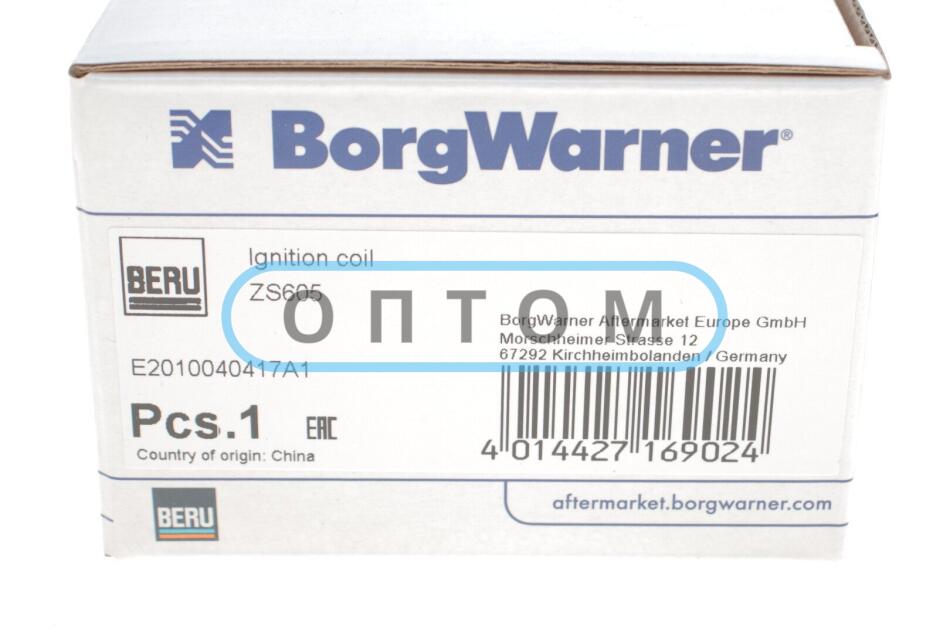 BorgWarner®
BERU
Ignition coil
ZS605
ОПТОМ
BorgWarner Aftermarket Europe GmbH
Morschheimer Strasse 12
67292 Kirchheimbolanden / Germany
E2010040417A1
Pcs.1 EAC
Country of origin: China
4 014427 169024
BERU
aftermarket.borgwarner.com